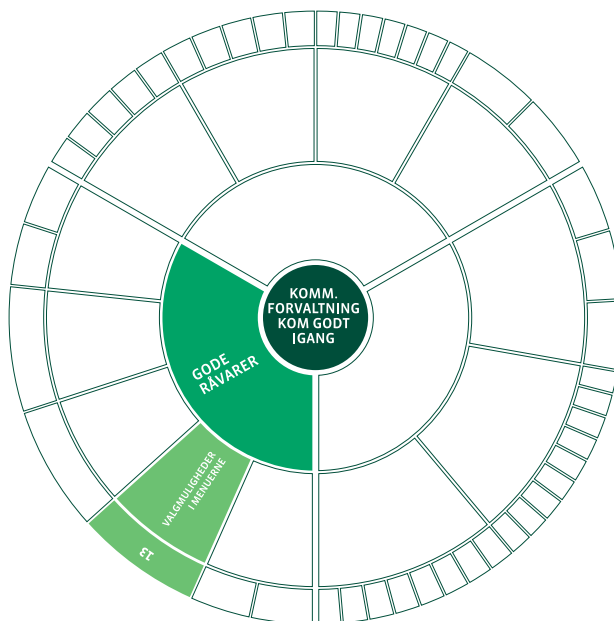 KOMM.
FORVALTNING
KOM GODT
IGANG
GODE
RÅVARER
VALGMULIGHEDER
I MENUERNE
13